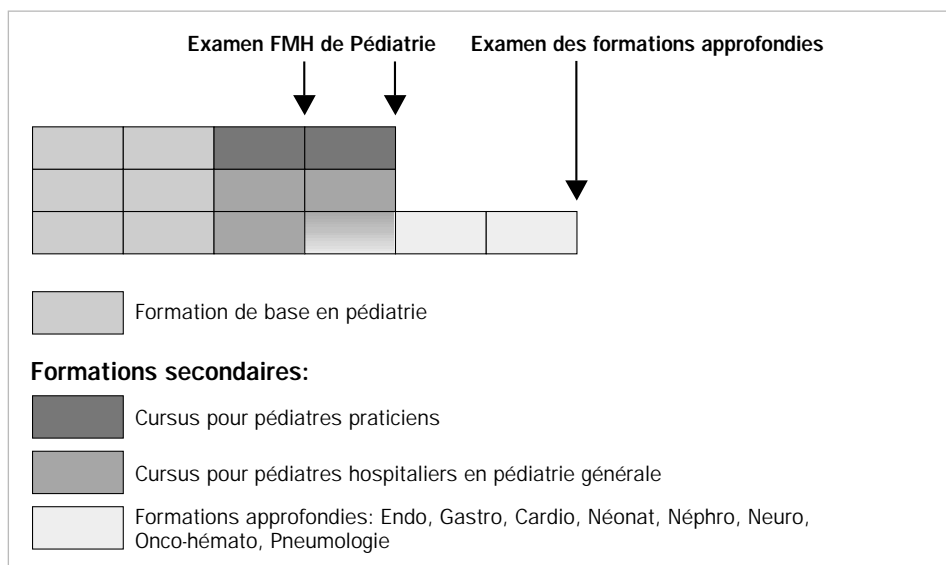 Examen FMH de Pédiatrie
Examen des formations approfondies
Formation de base en pédiatrie
Formations secondaires:
Cursus pour pédiatres praticiens
Cursus pour pédiatres hospitaliers en pédiatrie générale
Formations approfondies: Endo, Gastro, Cardio, Néonat, Néphro, Neuro,
Onco-hémato, Pneumologie